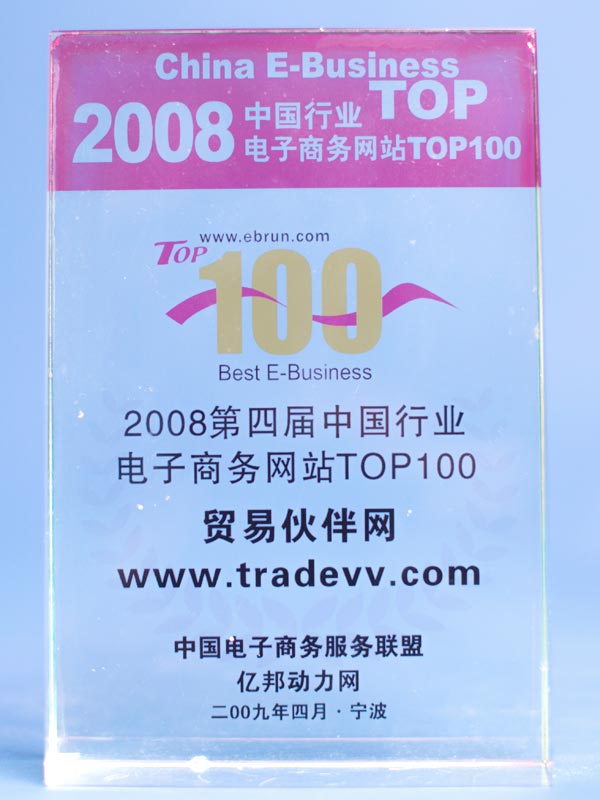 China E-Business
TOP
2008 中国行业
电子商务网站TOP100
www.ebrun.com
TOP
100
Best E-Business
2008第四届中国行业
电子商务网站TOP100
贸易伙伴网
www.tradevv.com
中国电子商务服务联盟
亿邦动力网
二00九年四月·宁波